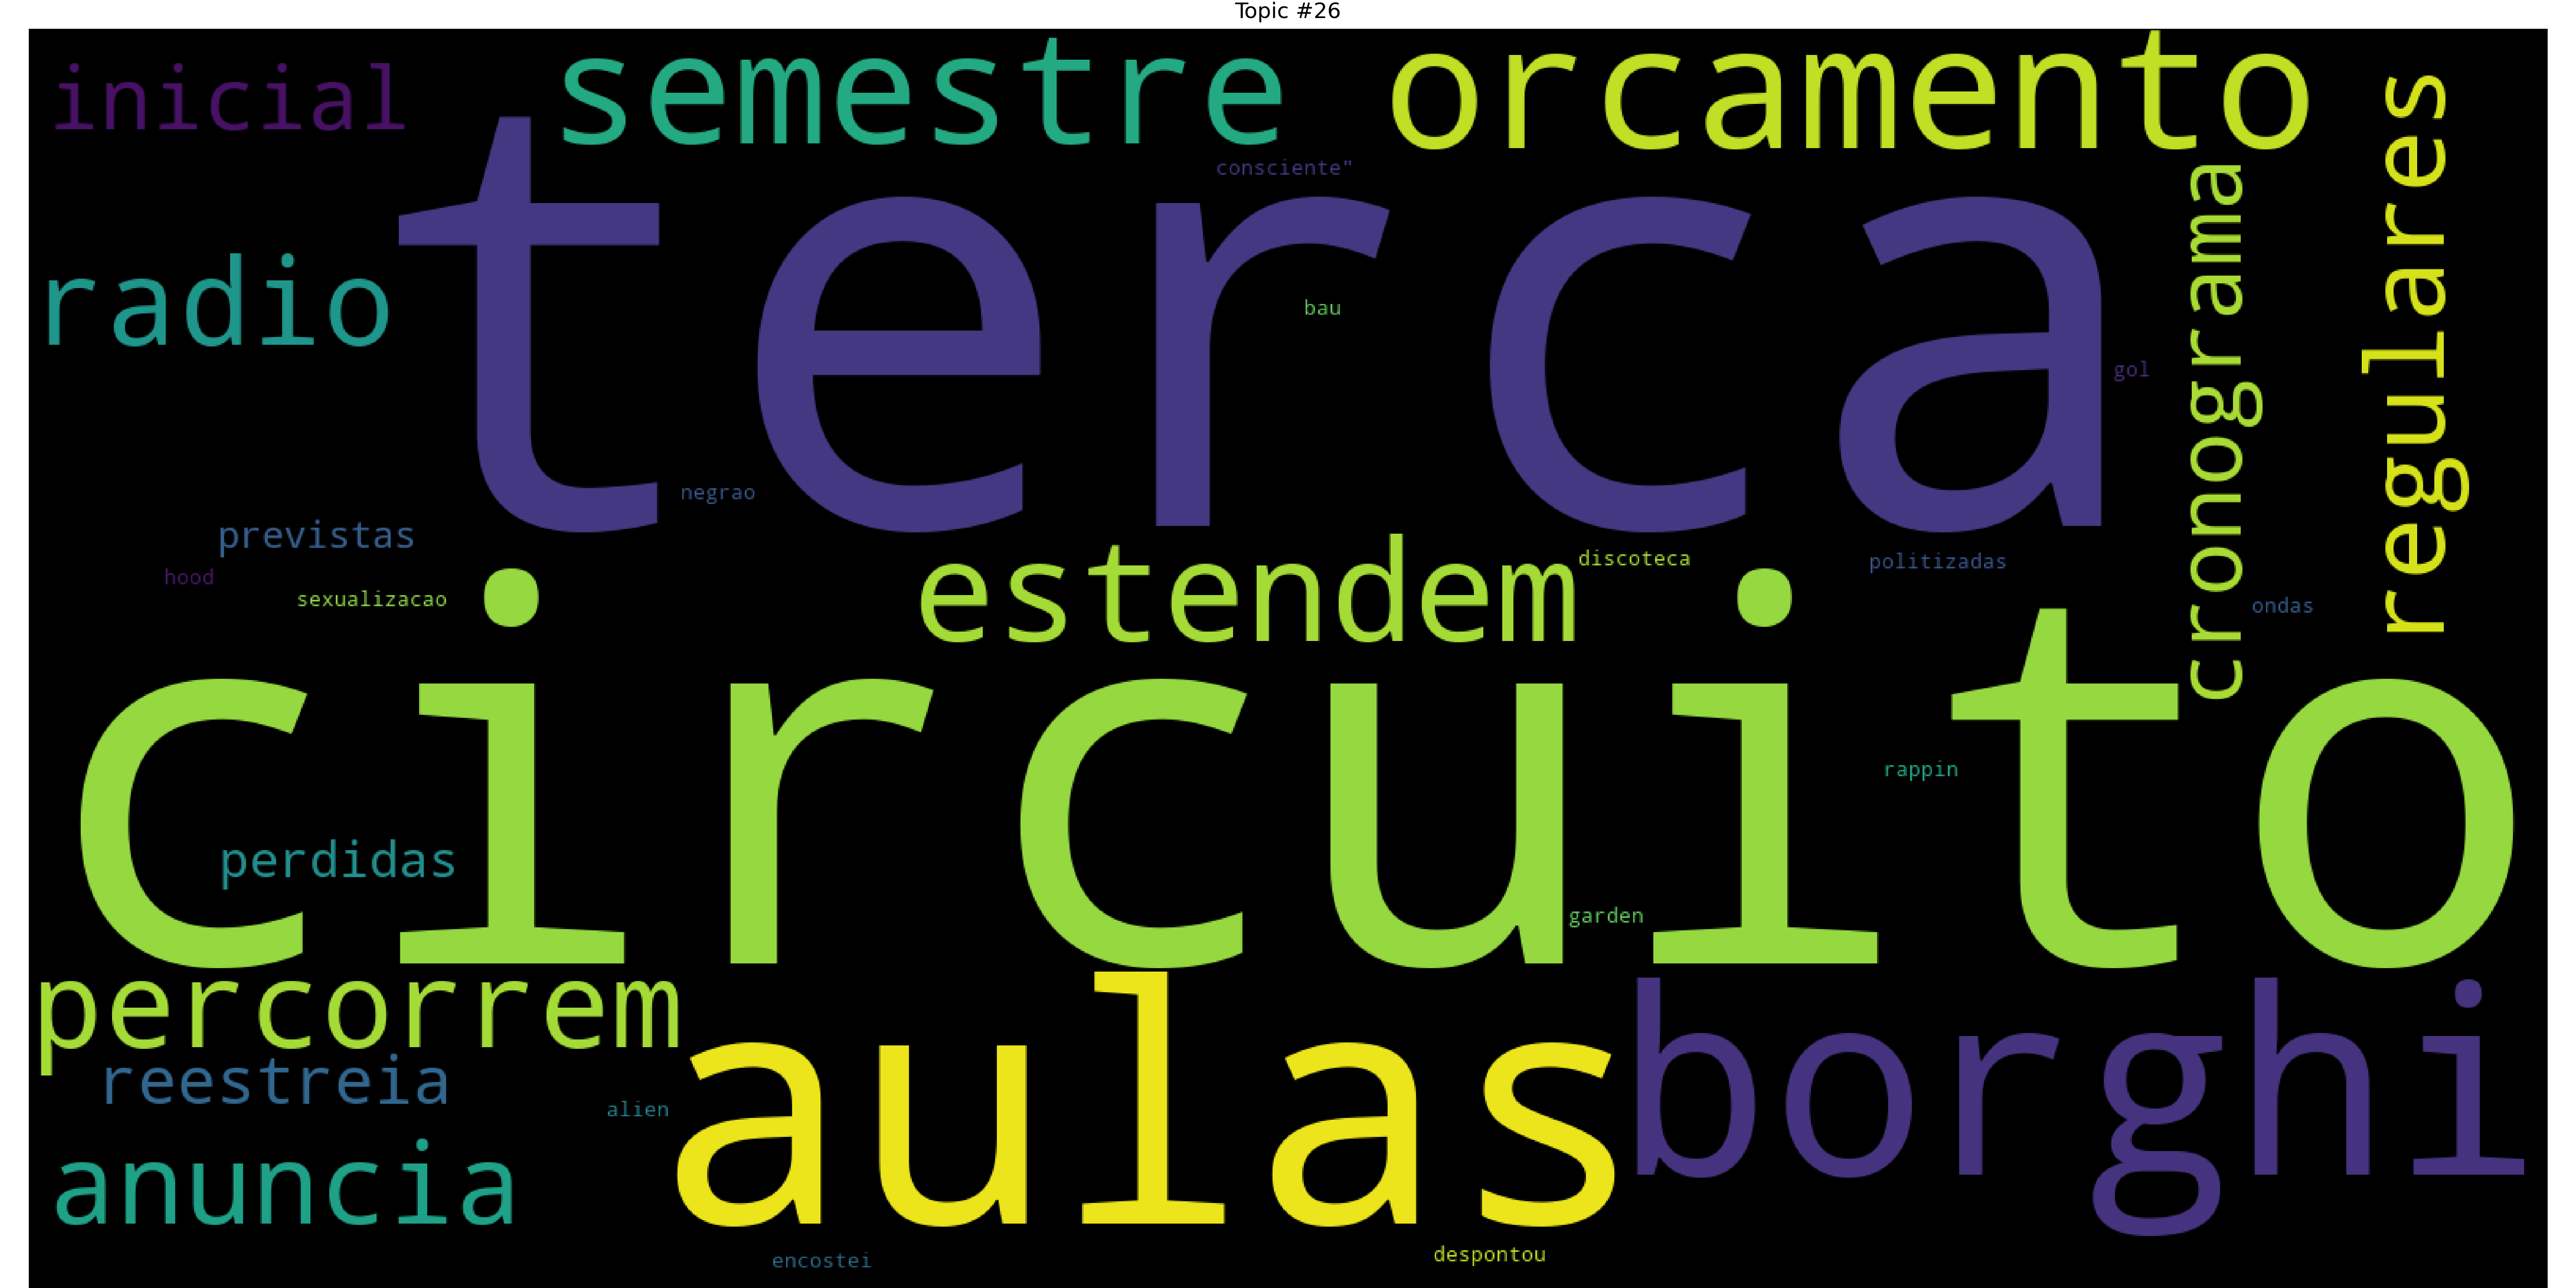 Topic #26
inicial
semestre
orcamento
regulares
cronograma
consciente"
terca
radio
bau
gol
negrao
previstas
hood
sexualizacao
estendem
discoteca
politizadas
ondas
circuito
rappin
perdidas
garden
percorrem
reestreia
alien
aulas
borghi
anuncia
encostei
despontou